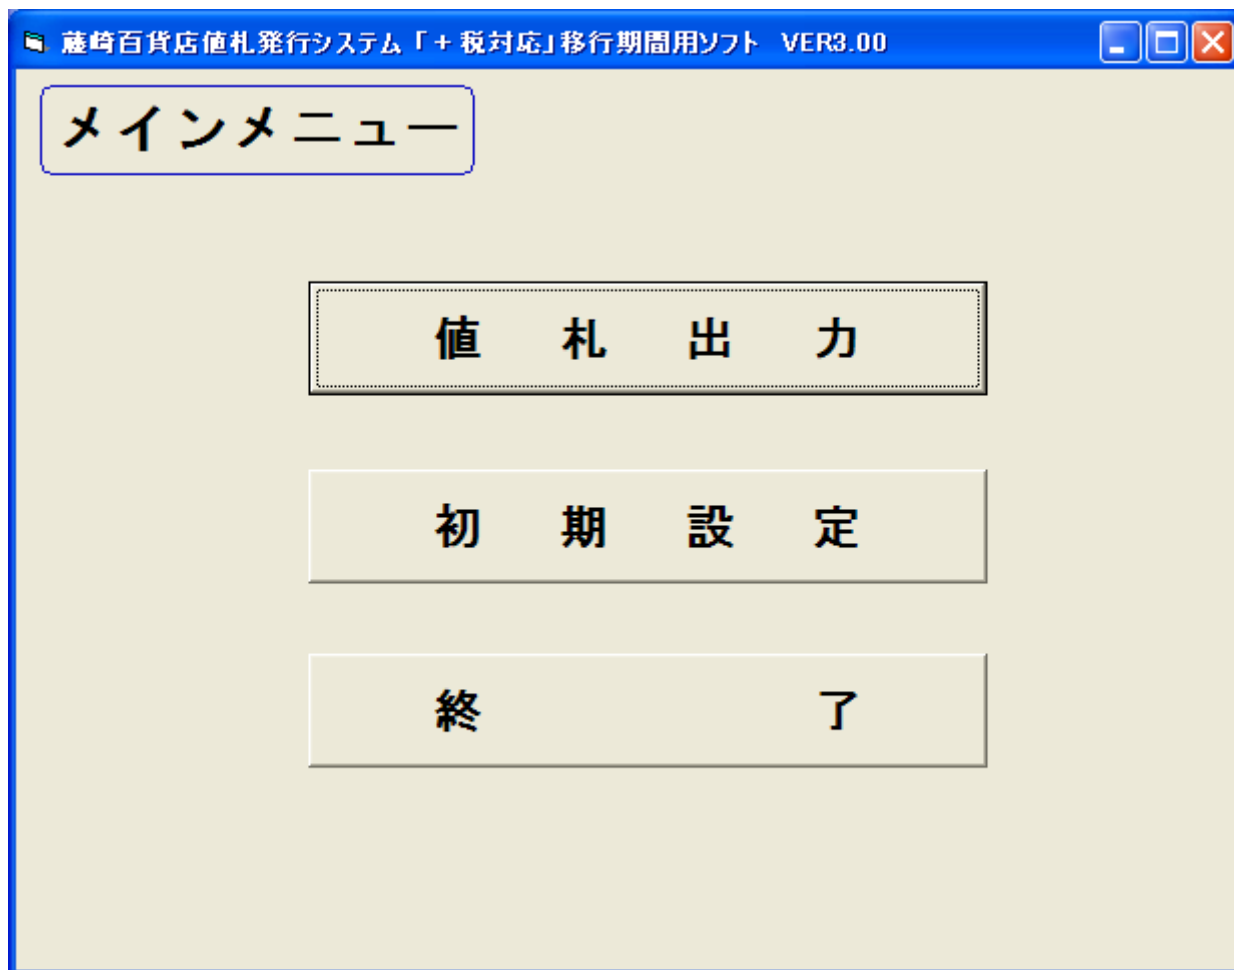 藤崎百貨店値札発行システム「+税対応」移行期間用ソフト VER3.00
メインメニュー
値 札 出 力
初 期 設 定
終 了